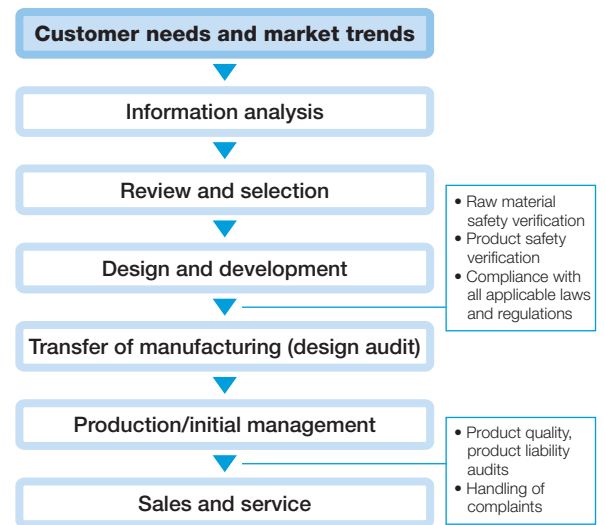 Customer needs and market trends
Information analysis
Review and selection
Design and development
• Raw material
safety verification
• Product safety
verification
• Compliance with
all applicable laws
and regulations
Transfer of manufacturing (design audit)
Production/initial management
• Product quality,
product liability
audits
• Handling of
complaints
Sales and service